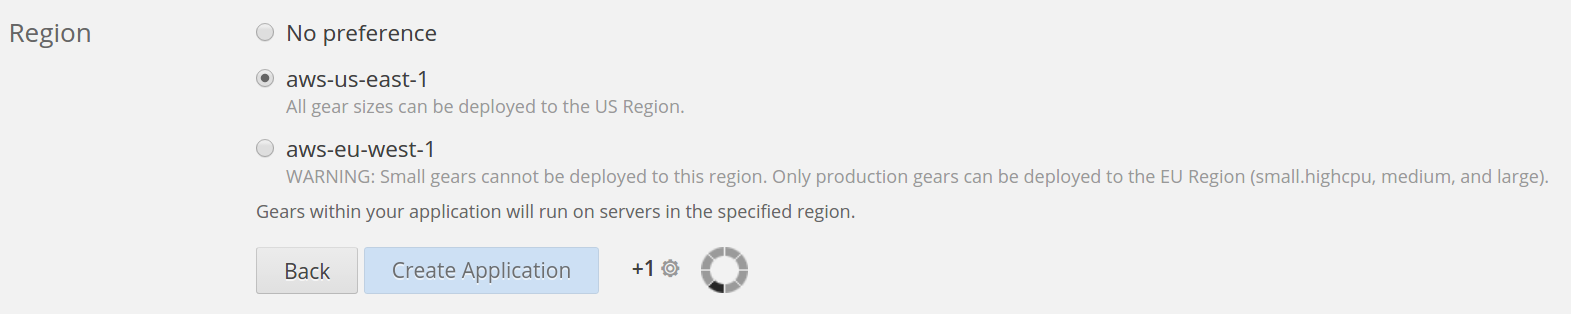 Region
No preference
aws-us-east-1
All gear sizes can be deployed to the US Region.
aws-eu-west-1
WARNING: Small gears cannot be deployed to this region. Only production gears can be deployed to the EU Region (small.highcpu, medium, and large).
Gears within your application will run on servers in the specified region.
Back Create Application +1